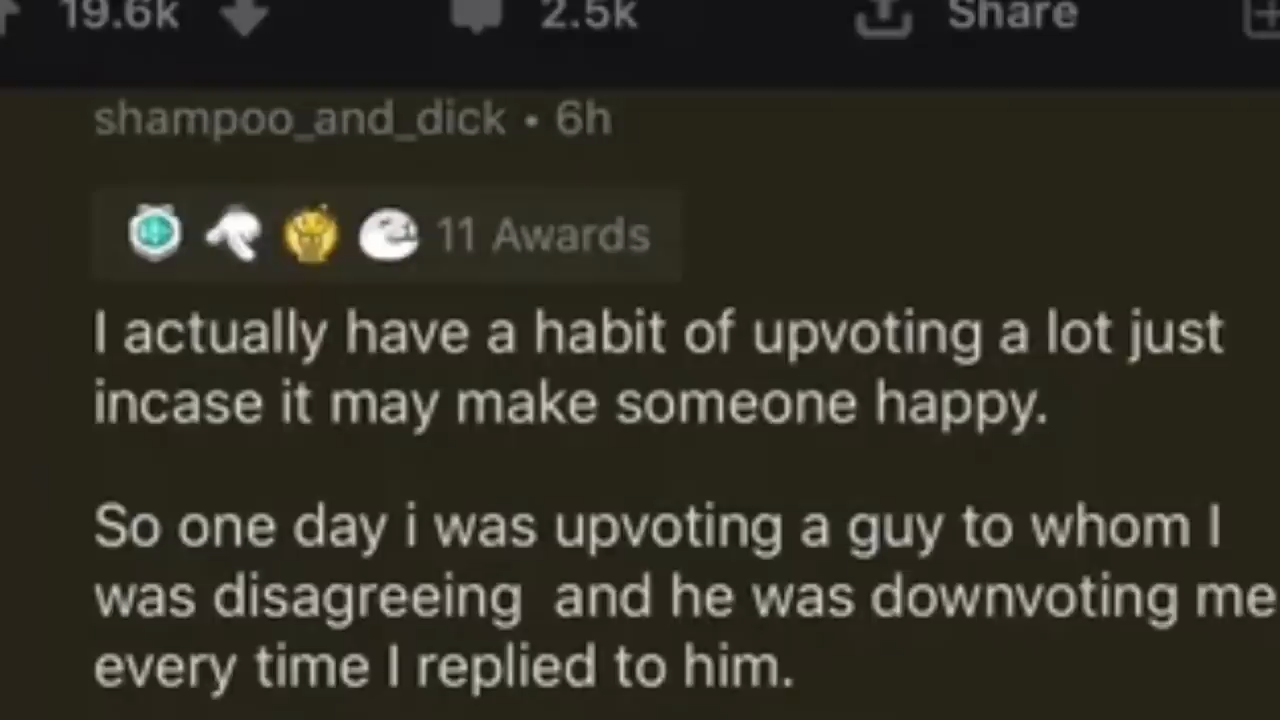 19.6k 2.5k Share
shampoo_and_dick • 6h
11 Awards
I actually have a habit of upvoting a lot just
incase it may make someone happy.
So one day i was upvoting a guy to whom I
was disagreeing  and he was downvoting me
every time I replied to him.